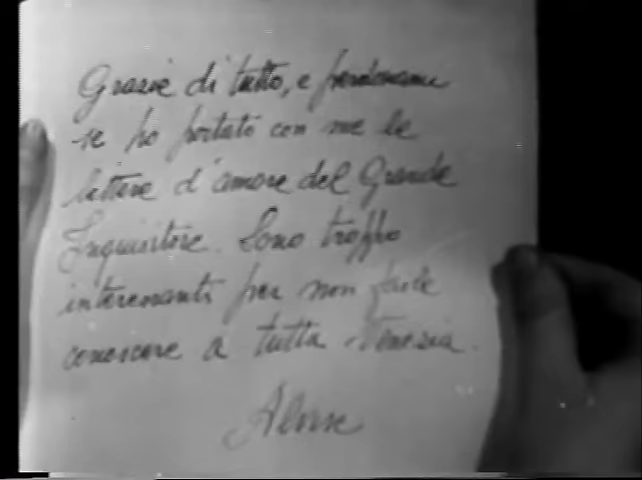 Grazie di tutto, e perdonami
se ho portato con me le
lettere d'amore del Grande
Inquisitore. Sono troppo
interessanti per non farle
conoscere a tutta Venezia.
Alvise